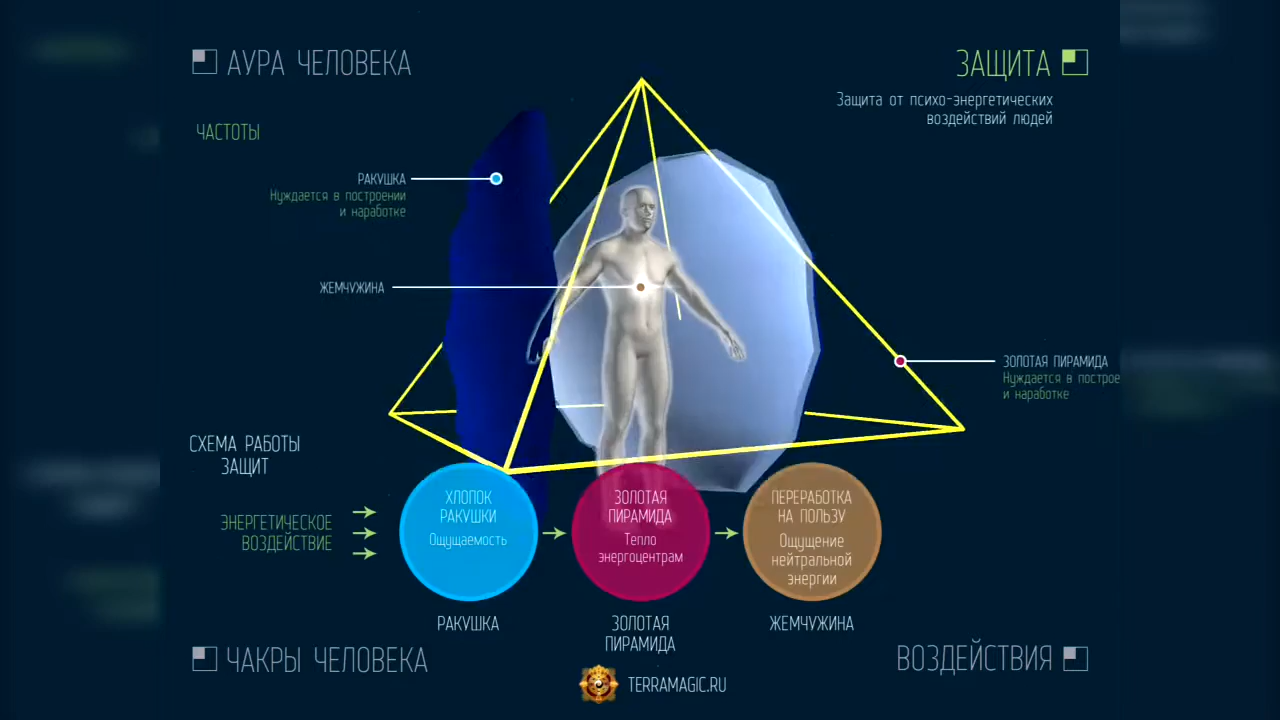 АУРА ЧЕЛОВЕКА
ЗАЩИТА
Защита от психо-энергетических
воздействий людей
ЧАСТОТЫ
РАКУШКА
Нуждается в построении
и наработке
ЖЕМЧУЖИНА
ЗОЛОТАЯ ПИРАМИДА
Нуждается в построе
и наработке
СХЕМА РАБОТЫ
ЗАЩИТ
ЭНЕРГЕТИЧЕСКОЕ
ВОЗДЕЙСТВИЕ
ХЛОПОК
РАКУШКИ
Ощущаемость
ЗОЛОТАЯ
ПИРАМИДА
Тепло
энергоцентрам
ПЕРЕРАБОТКА
НА ПОЛЬЗУ
Ощущение
нейтральной
энергии
РАКУШКА
ЗОЛОТАЯ
ПИРАМИДА
ЖЕМЧУЖИНА
ЧАКРЫ ЧЕЛОВЕКА
ВОЗДЕЙСТВИЯ
TERRAMAGIC.RU